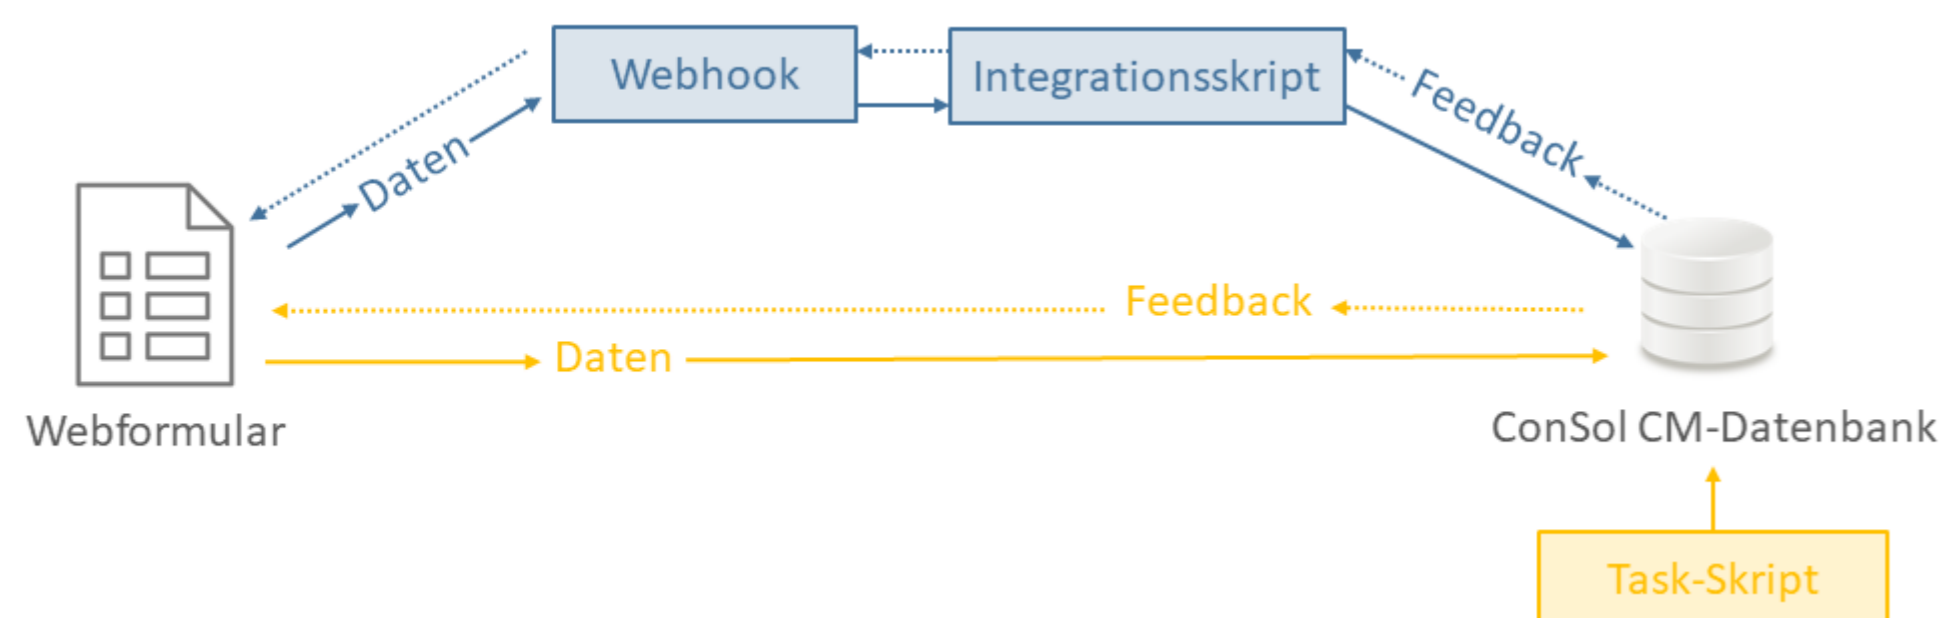 Webhook
Integrationsskript
Feedback
Daten
Feedback
Daten
Webformular
ConSol CM-Datenbank
Task-Skript